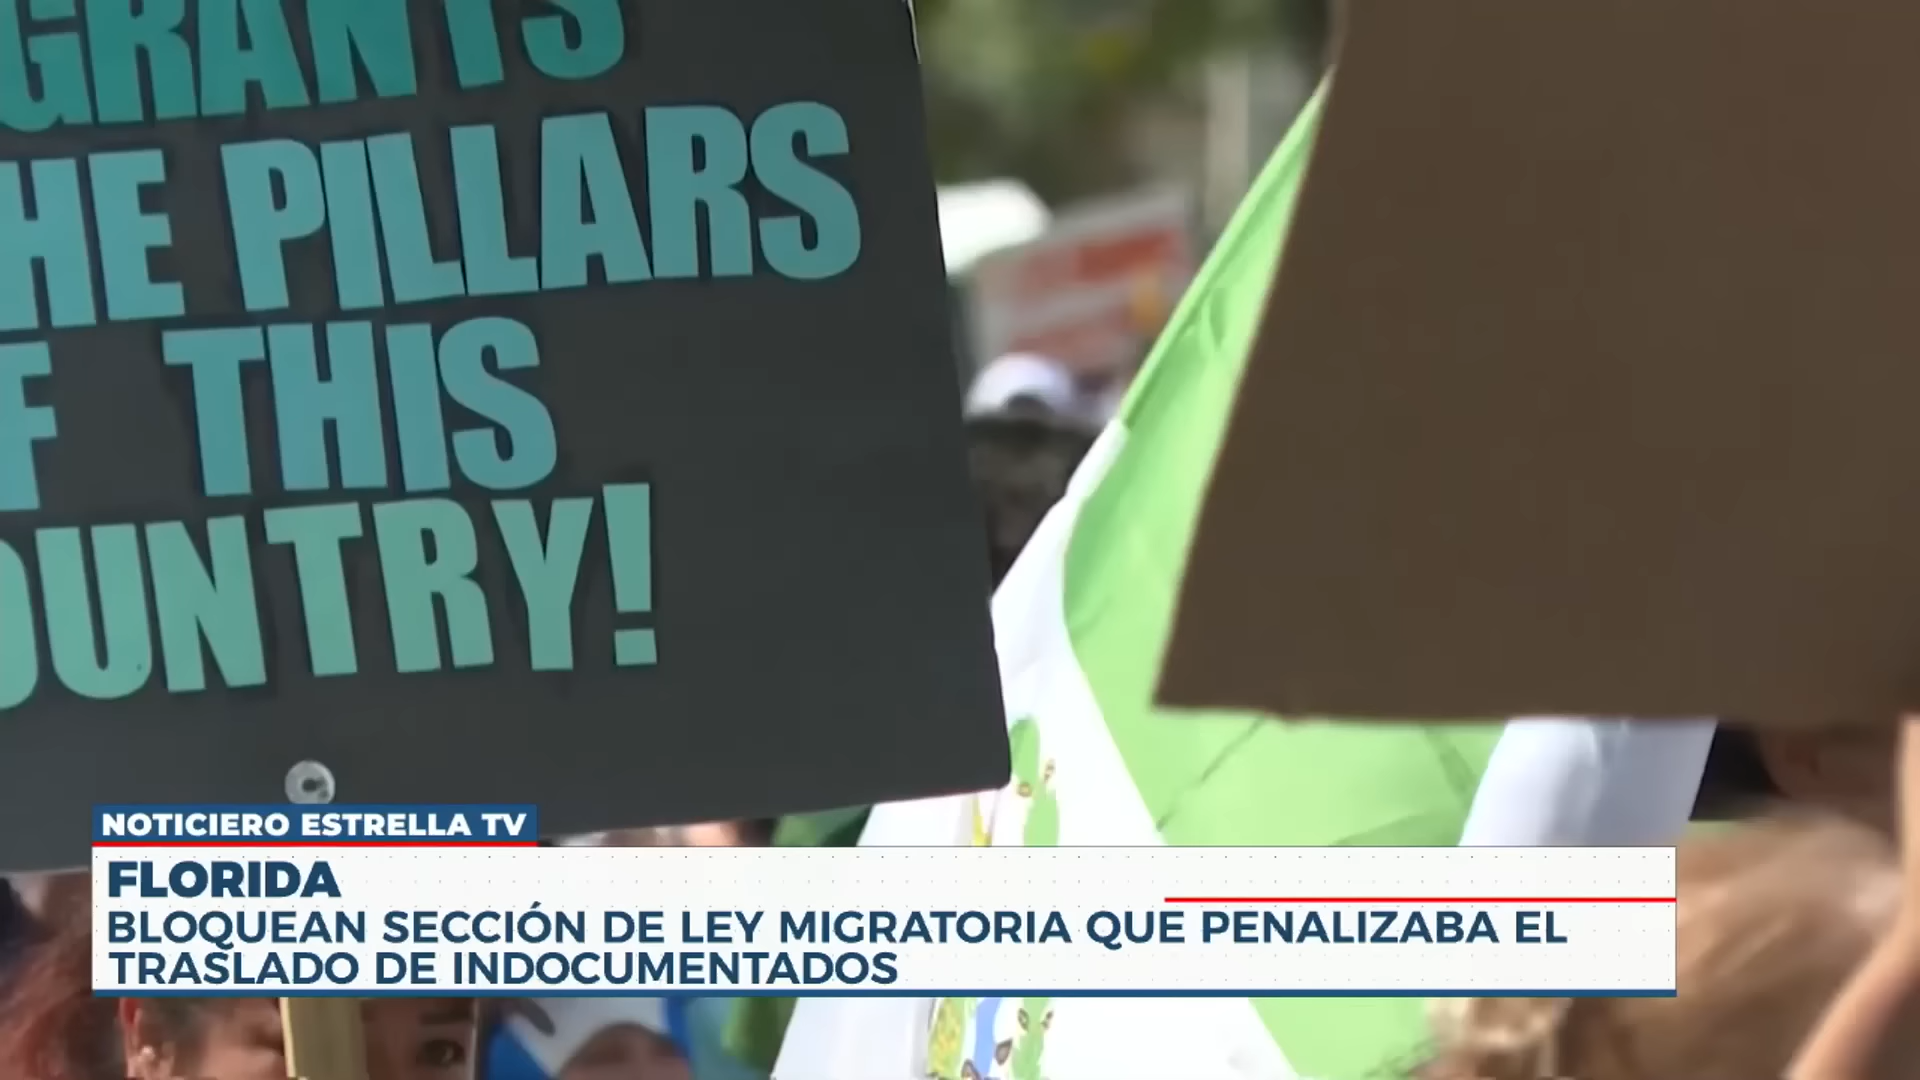 GRANTS
HE PILLARS
F THIS
OUNTRY!
NOTICIERO ESTRELLA TV
FLORIDA
BLOQUEAN SECCIÓN DE LEY MIGRATORIA QUE PENALIZABA EL
TRASLADO DE INDOCUMENTADOS